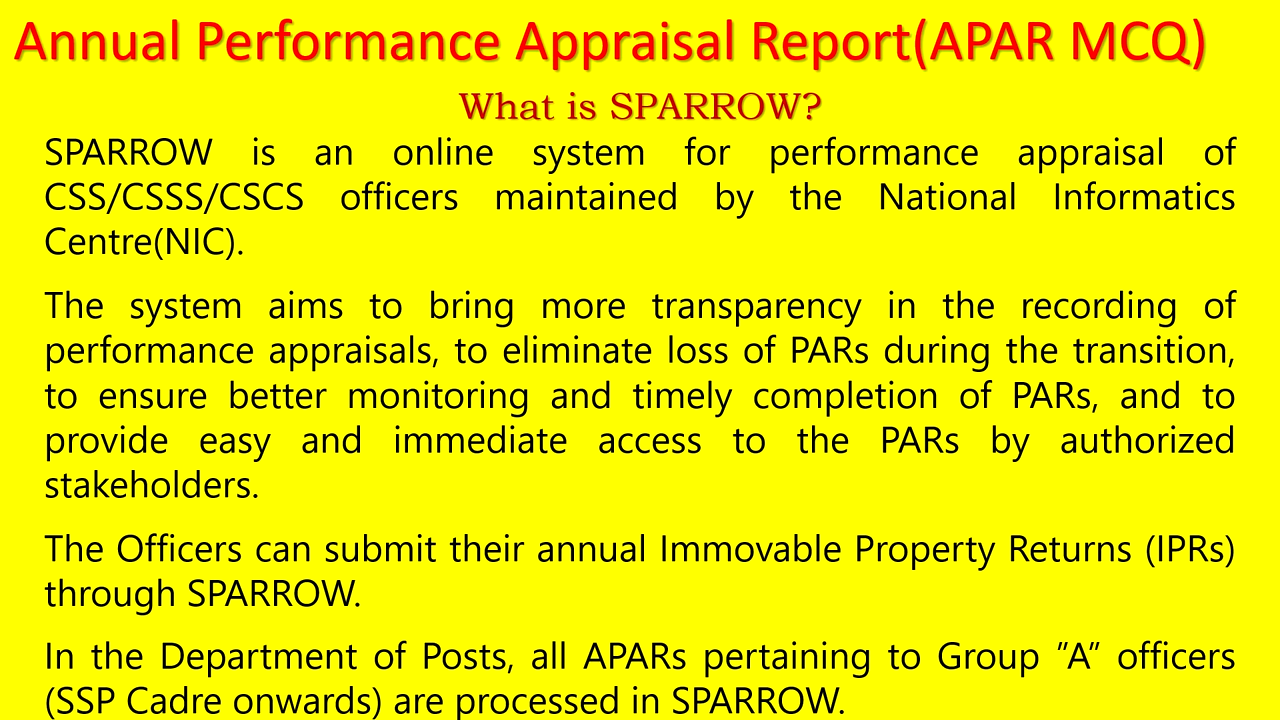 Annual Performance Appraisal Report(APAR MCQ)
What is SPARROW?
SPARROW is an online system for performance appraisal of
CSS/CSSS/CSCS officers maintained by the National Informatics
Centre(NIC).
The system aims to bring more transparency in the recording of
performance appraisals, to eliminate loss of PARs during the transition,
to ensure better monitoring and timely completion of PARs, and to
provide easy and immediate access to the PARs by authorized
stakeholders.
The Officers can submit their annual Immovable Property Returns (IPRs)
through SPARROW.
In the Department of Posts, all APARs pertaining to Group ”A” officers
(SSP Cadre onwards) are processed in SPARROW.